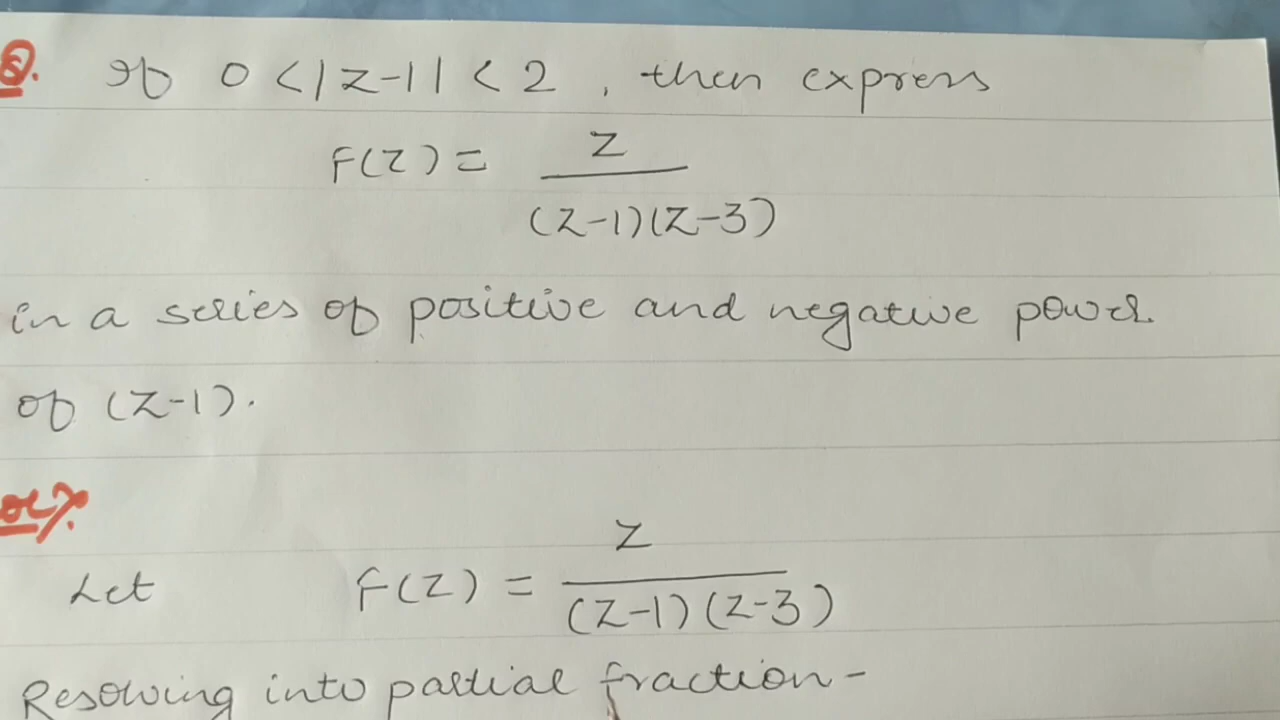 Q. If 0 < |z-1| < 2, then express
F(z) = z / (z-1)(z-3)
in a series of positive and negative power
of (z-1).
Sol:
Let F(z) = z / (z-1)(z-3)
Resolving into partial fraction -